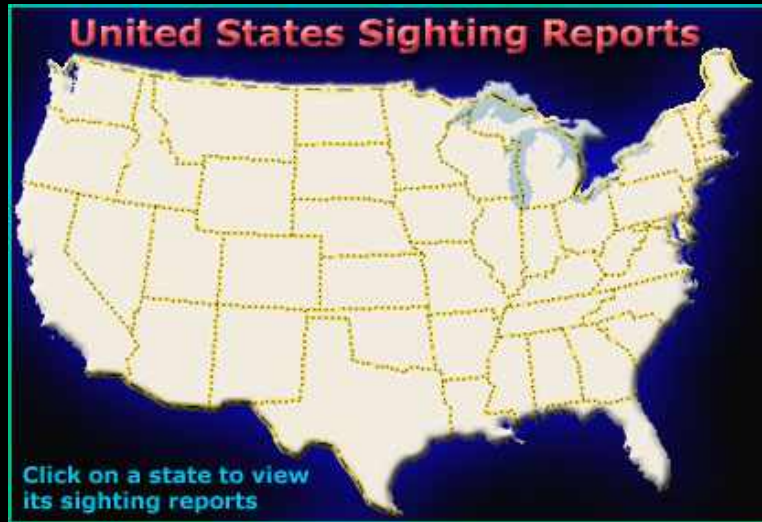 United States Sighting Reports
Click on a state to view
its sighting reports